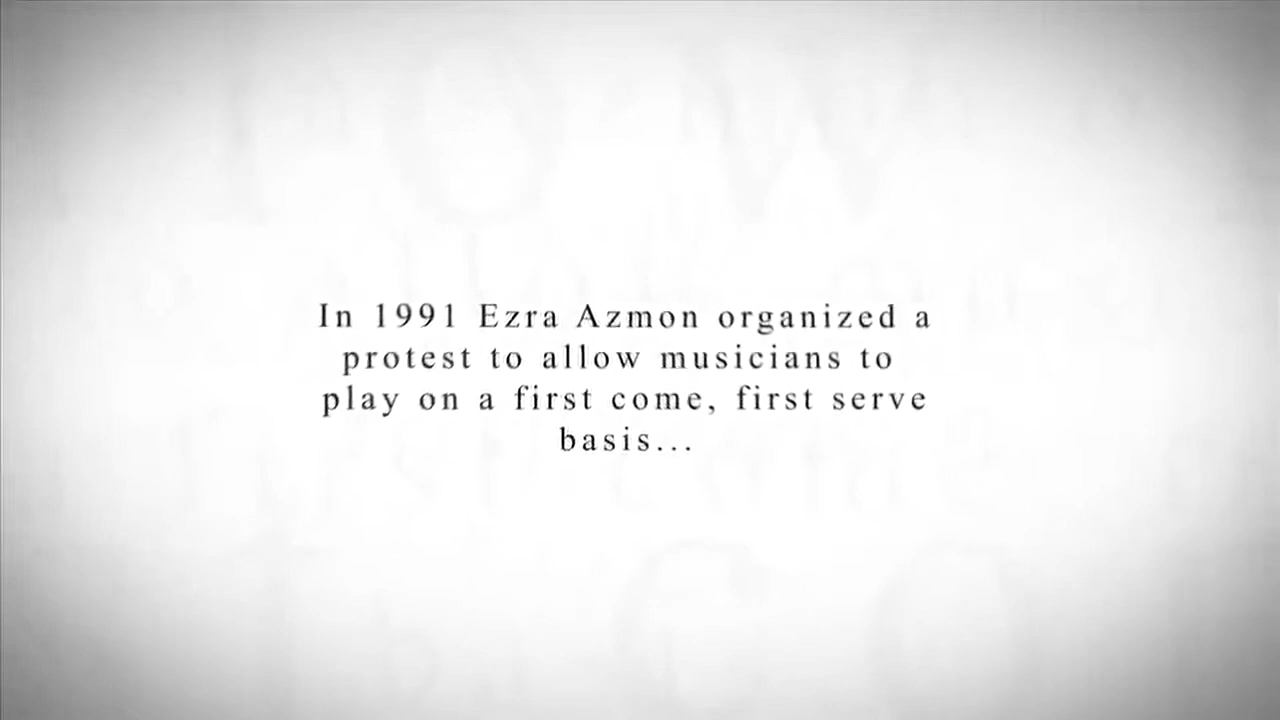 In 1991 Ezra Azmon organized a
protest to allow musicians to
play on a first come, first serve
basis...